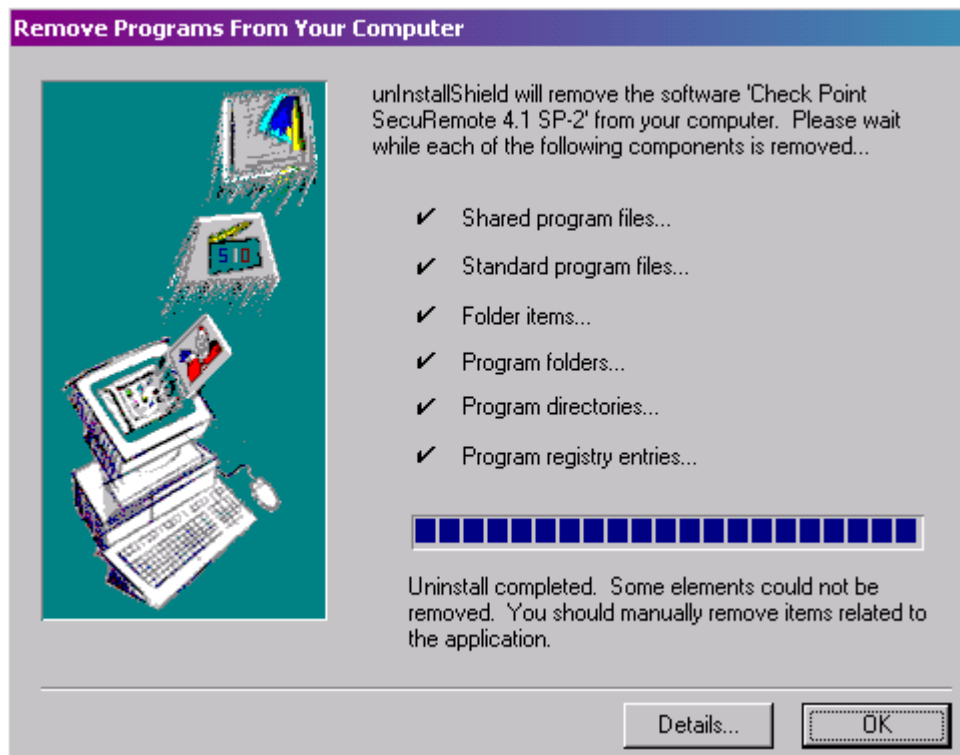 Remove Programs From Your Computer
unInstallShield will remove the software 'Check Point
SecuRemote 4.1 SP-2' from your computer.  Please wait
while each of the following components is removed...
✔ Shared program files...
✔ Standard program files...
✔ Folder items...
✔ Program folders...
✔ Program directories...
✔ Program registry entries...
510
Uninstall completed.  Some elements could not be
removed.  You should manually remove items related to
the application.
Details...
OK